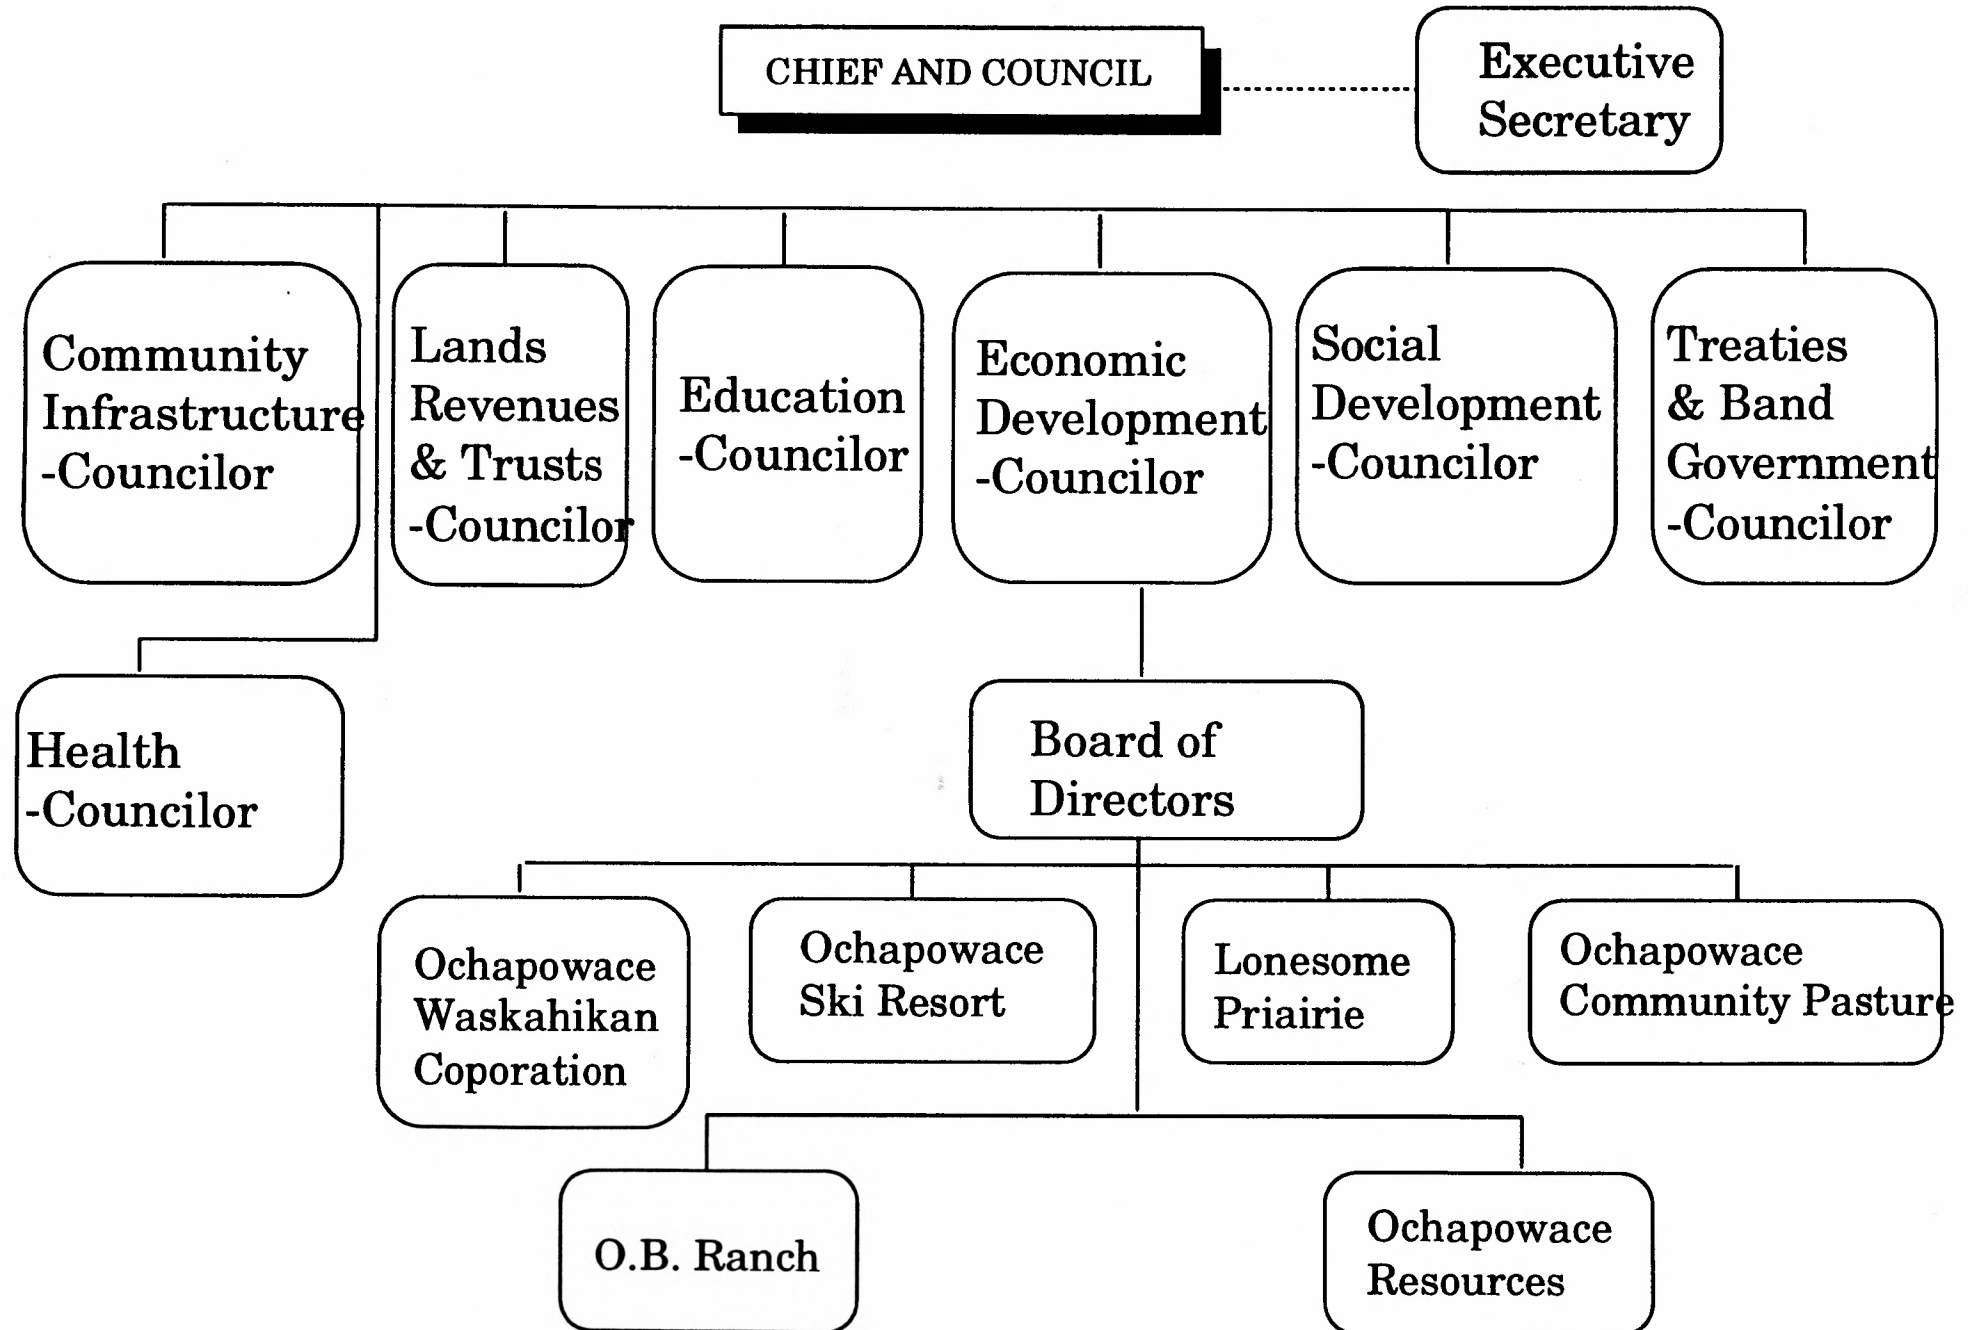 CHIEF AND COUNCIL
Executive
Secretary
Community
Infrastructure
-Councilor
Lands
Revenues
& Trusts
-Councilor
Education
-Councilor
Economic
Development
-Councilor
Social
Development
-Councilor
Treaties
& Band
Government
-Councilor
Health
-Councilor
Board of
Directors
Ochapowace
Waskahikan
Coporation
Ochapowace
Ski Resort
Lonesome
Priairie
Ochapowace
Community Pasture
O.B. Ranch
Ochapowace
Resources